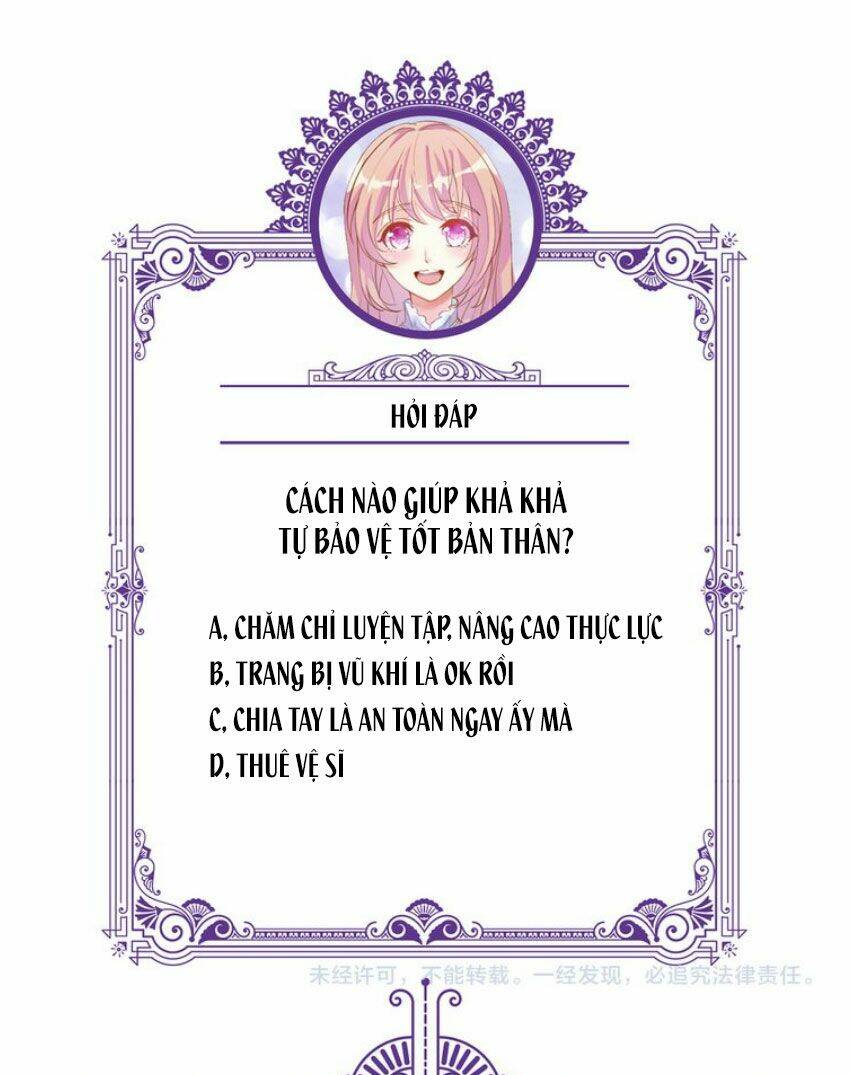 HỎI ĐÁP
CÁCH NÀO GIÚP KHẢ KHẢ
TỰ BẢO VỆ TỐT BẢN THÂN?
A, CHĂM CHỈ LUYỆN TẬP, NÂNG CAO THỰC LỰC
B, TRANG BỊ VŨ KHÍ LÀ OK RỒI
C, CHIA TAY LÀ AN TOÀN NGAY ẤY MÀ
D, THUÊ VỆ SĨ
未经许可，不能转载。一经发现，必追究法律责任。